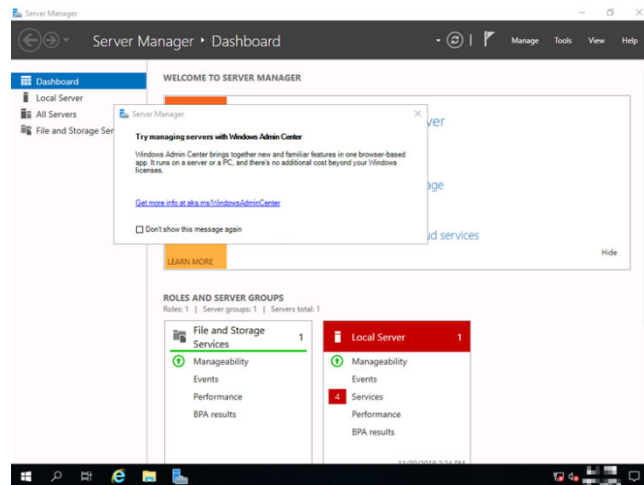 Server Manager
Server Manager • Dashboard
Manage Tools View Help
Dashboard
Local Server
All Servers
File and Storage Ser
WELCOME TO SERVER MANAGER
Server Manager
Try managing servers with Windows Admin Center
Windows Admin Center brings together new and familiar features in one browser-based
app. It runs on a server or a PC, and there's no additional cost beyond your Windows
licenses.
Get more info at aka.ms/WindowsAdminCenter
Don't show this message again
ver
age
ud services
Hide
LEARN MORE
ROLES AND SERVER GROUPS
Roles: 1 | Server groups: 1 | Servers total: 1
File and Storage
Services
1
Manageability
Events
Performance
BPA results
Local Server 1
Manageability
Events
4 Services
Performance
BPA results